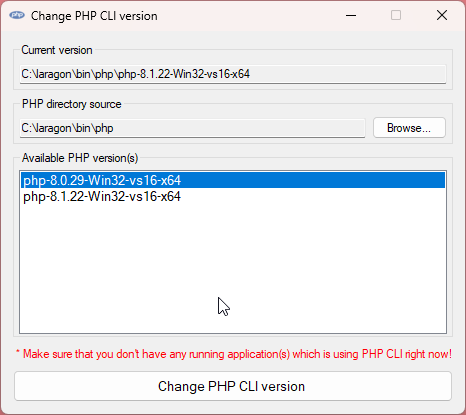 php
Change PHP CLI version
Current version
C:\laragon\bin\php\php-8.1.22-Win32-vs16-x64
PHP directory source
C:\laragon\bin\php
Browse...
Available PHP version(s)
php-8.0.29-Win32-vs16-x64
php-8.1.22-Win32-vs16-x64
* Make sure that you don't have any running application(s) which is using PHP CLI right now!
Change PHP CLI version